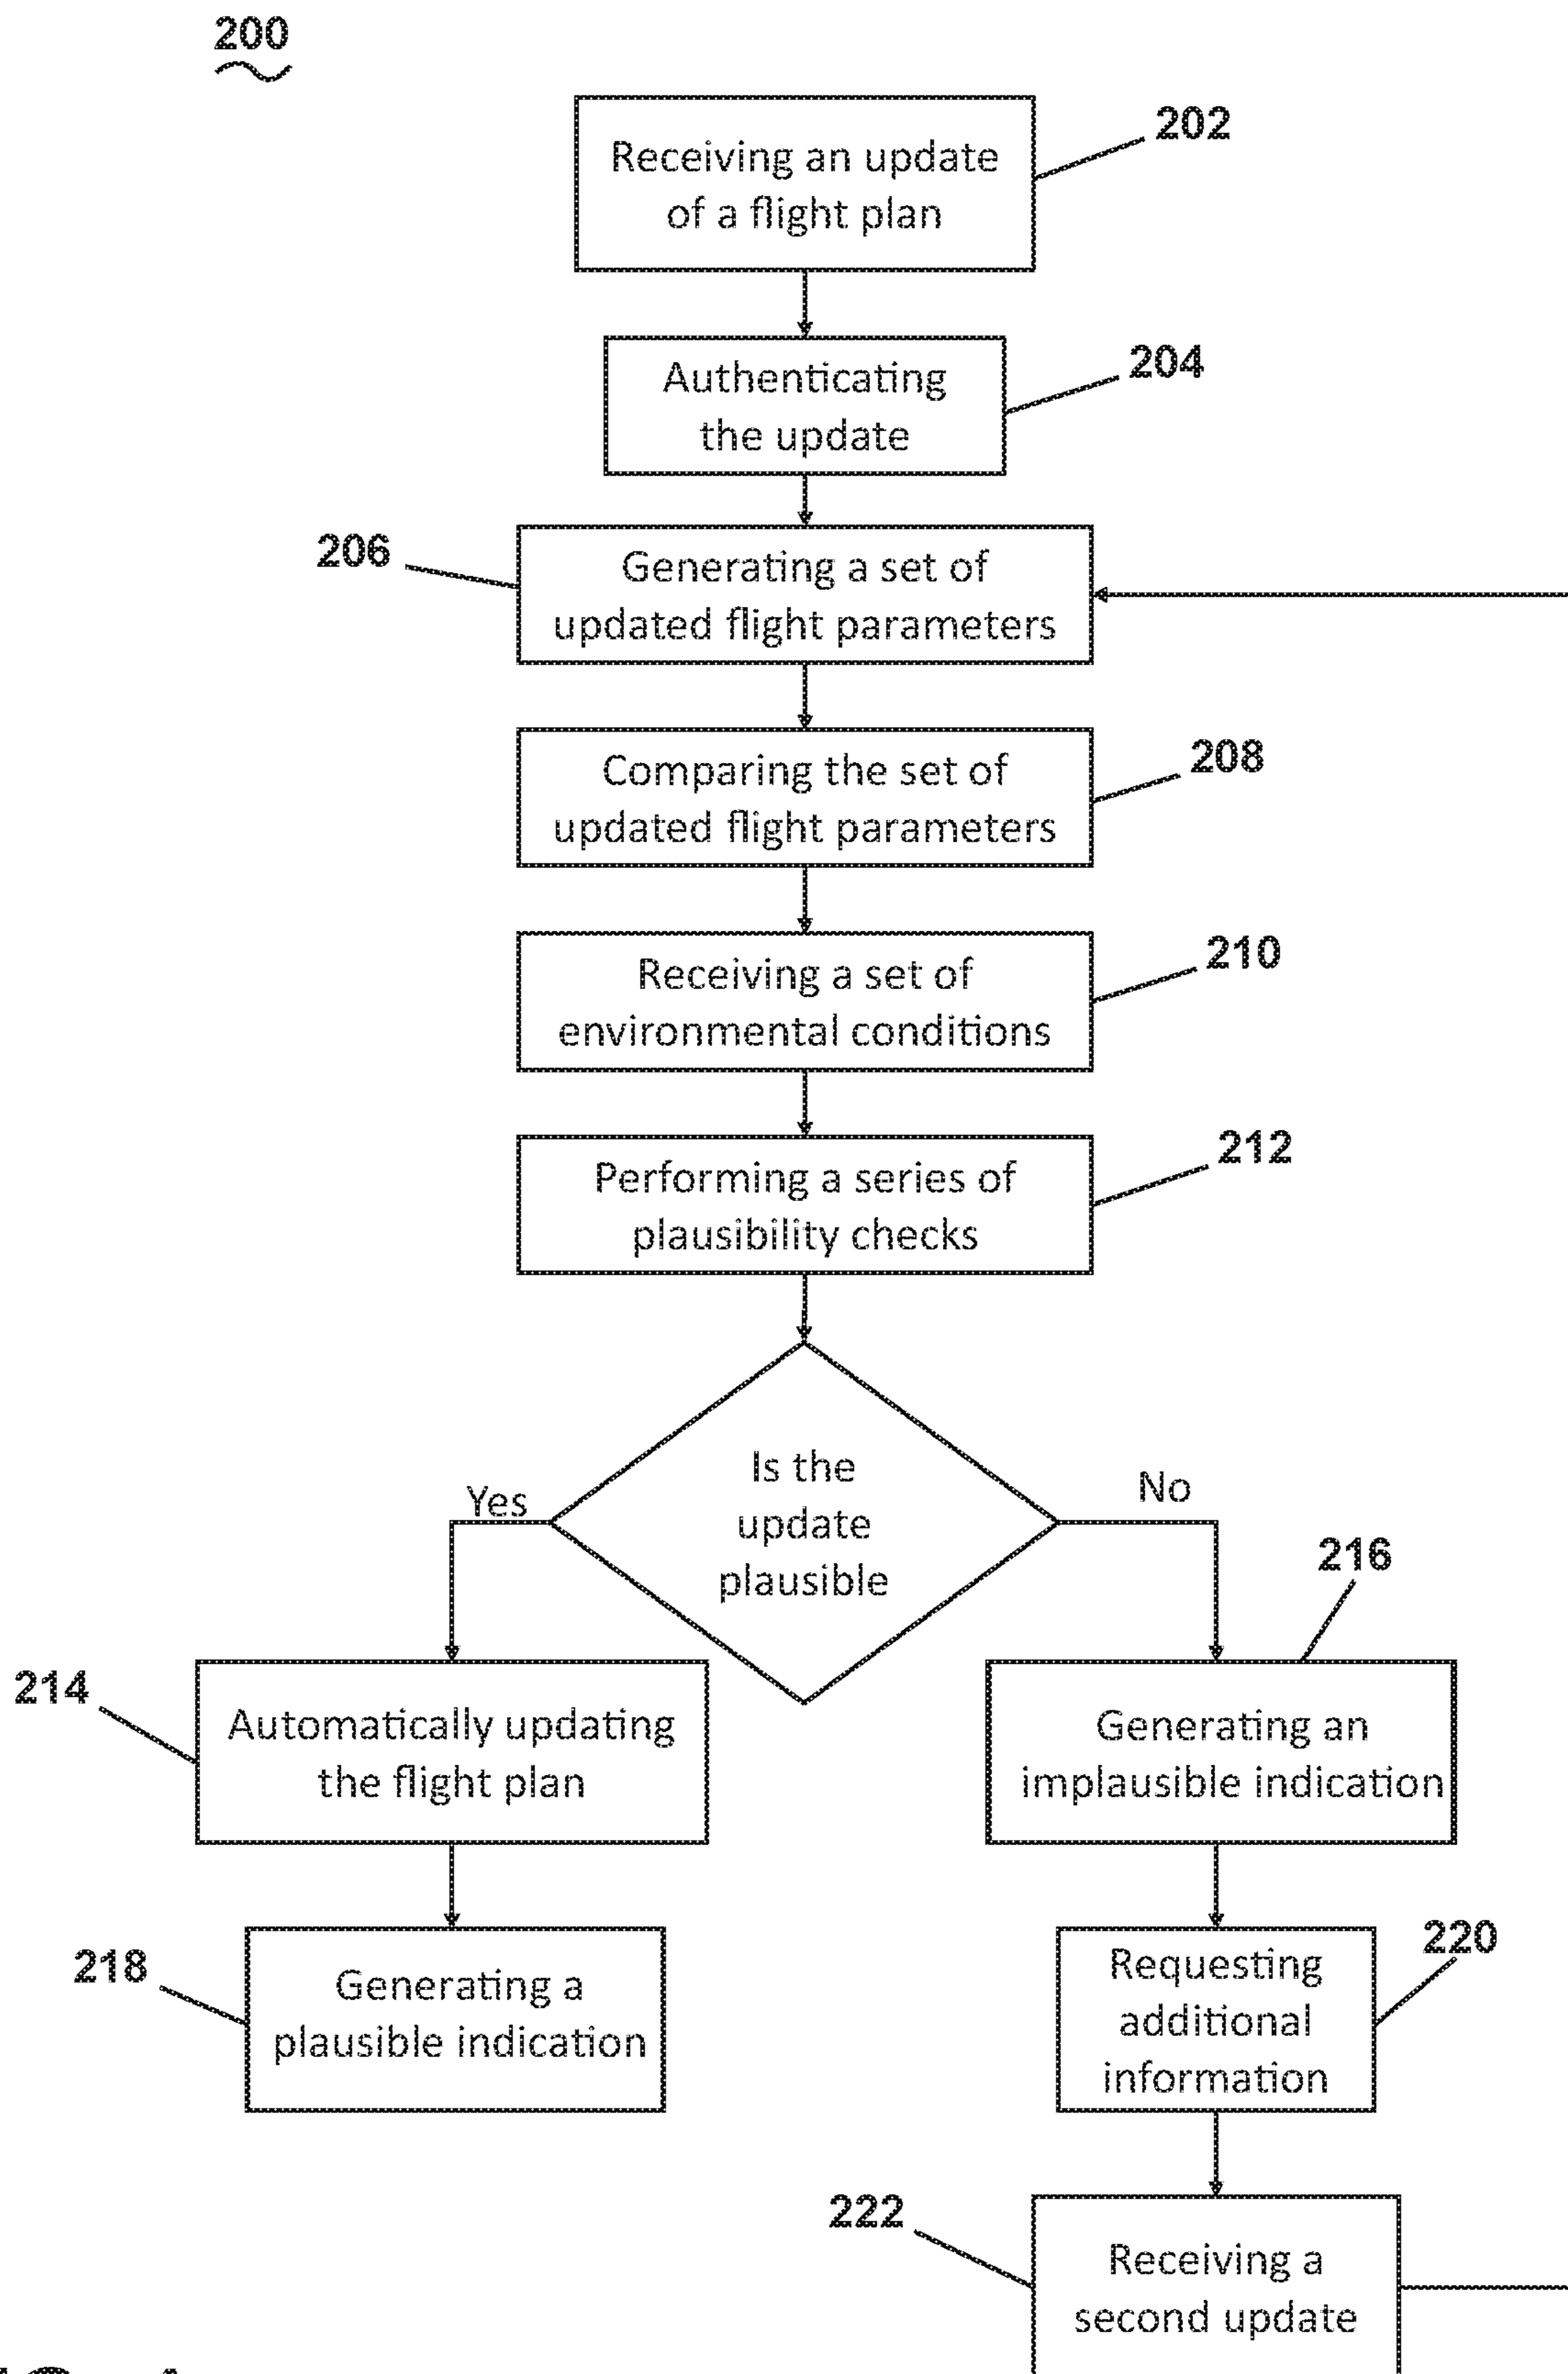 200
202
Receiving an update
of a flight plan
204
Authenticating
the update
206
Generating a set of
updated flight parameters
208
Comparing the set of
updated flight parameters
210
Receiving a set of
environmental conditions
212
Performing a series of
plausibility checks
Is the
update
plausible
Yes
No
216
214
Automatically updating
the flight plan
Generating an
implausible indication
218
Generating a
plausible indication
220
Requesting
additional
information
222
Receiving a
second update